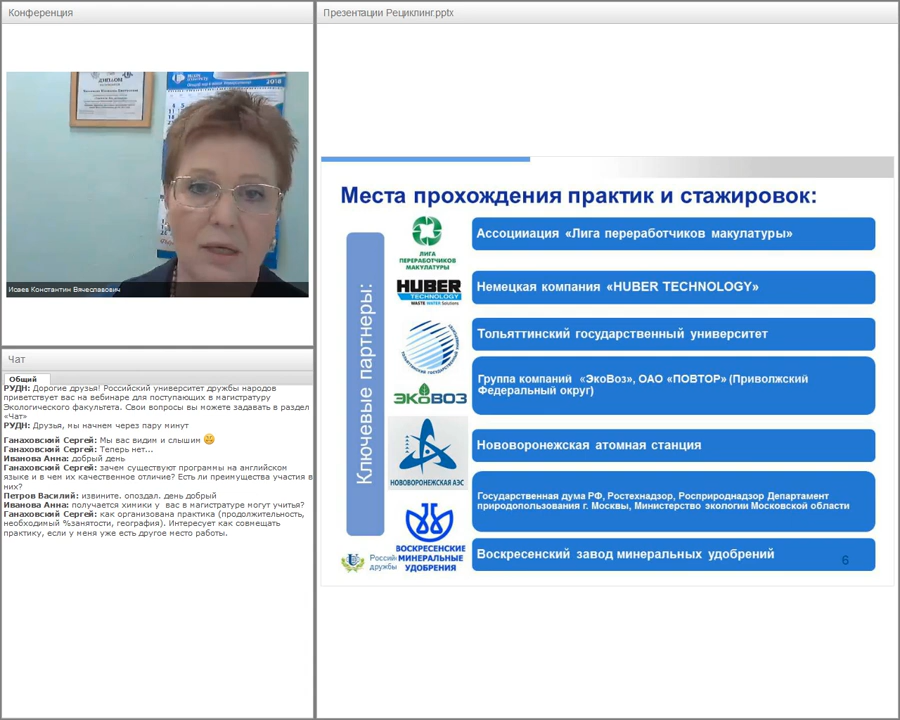 Конференция
ДИПЛОМ
2018
Исаев Константин Вячеславович
Чат
Общий
РУДН: Дорогие друзья! Российский университет дружбы народов
приветствует вас на вебинаре для поступающих в магистратуру
Экологического факультета. Свои вопросы вы можете задавать в раздел
«Чат»
РУДН: Друзья, мы начнем через пару минут
Ганаховский Сергей: Мы вас видим и слышим
Ганаховский Сергей: Теперь нет...
Иванова Анна: добрый день
Ганаховский Сергей: зачем существуют программы на английском
языке и в чем их качественное отличие? Есть ли преимущества участия в
них?
Петров Василий: извините. опоздал. день добрый
Иванова Анна: получается химики у вас в магистратуре могут учитья?
Ганаховский Сергей: как организована практика (продолжительность,
необходимый %занятости, география). Интересует как совмещать
практику, если у меня уже есть другое место работы.
Презентации Рециклинг.pptx
Места прохождения практик и стажировок:
Ключевые партнеры:
ЛИГА
ПЕРЕРАБОТЧИКОВ
МАКУЛАТУРЫ
Ассоциация «Лига переработчиков макулатуры»
HUBER
TECHNOLOGY
WASTE WATER Solutions
Немецкая компания «HUBER TECHNOLOGY»
Тольяттинский государственный университет
ЭКОВОЗ
Группа компаний «ЭкоВоз», ОАО «ПОВТОР» (Приволжский
Федеральный округ)
НОВОВОРОНЕЖСКАЯ АЭС
Нововоронежская атомная станция
Государственная дума РФ, Ростехнадзор, Росприроднадзор Департамент
природопользования г. Москвы, Министерство экологии Московской области
ВОСКРЕСЕНСКИЕ
МИНЕРАЛЬНЫЕ
УДОБРЕНИЯ
Воскресенский завод минеральных удобрений
Россий
дружбы
6